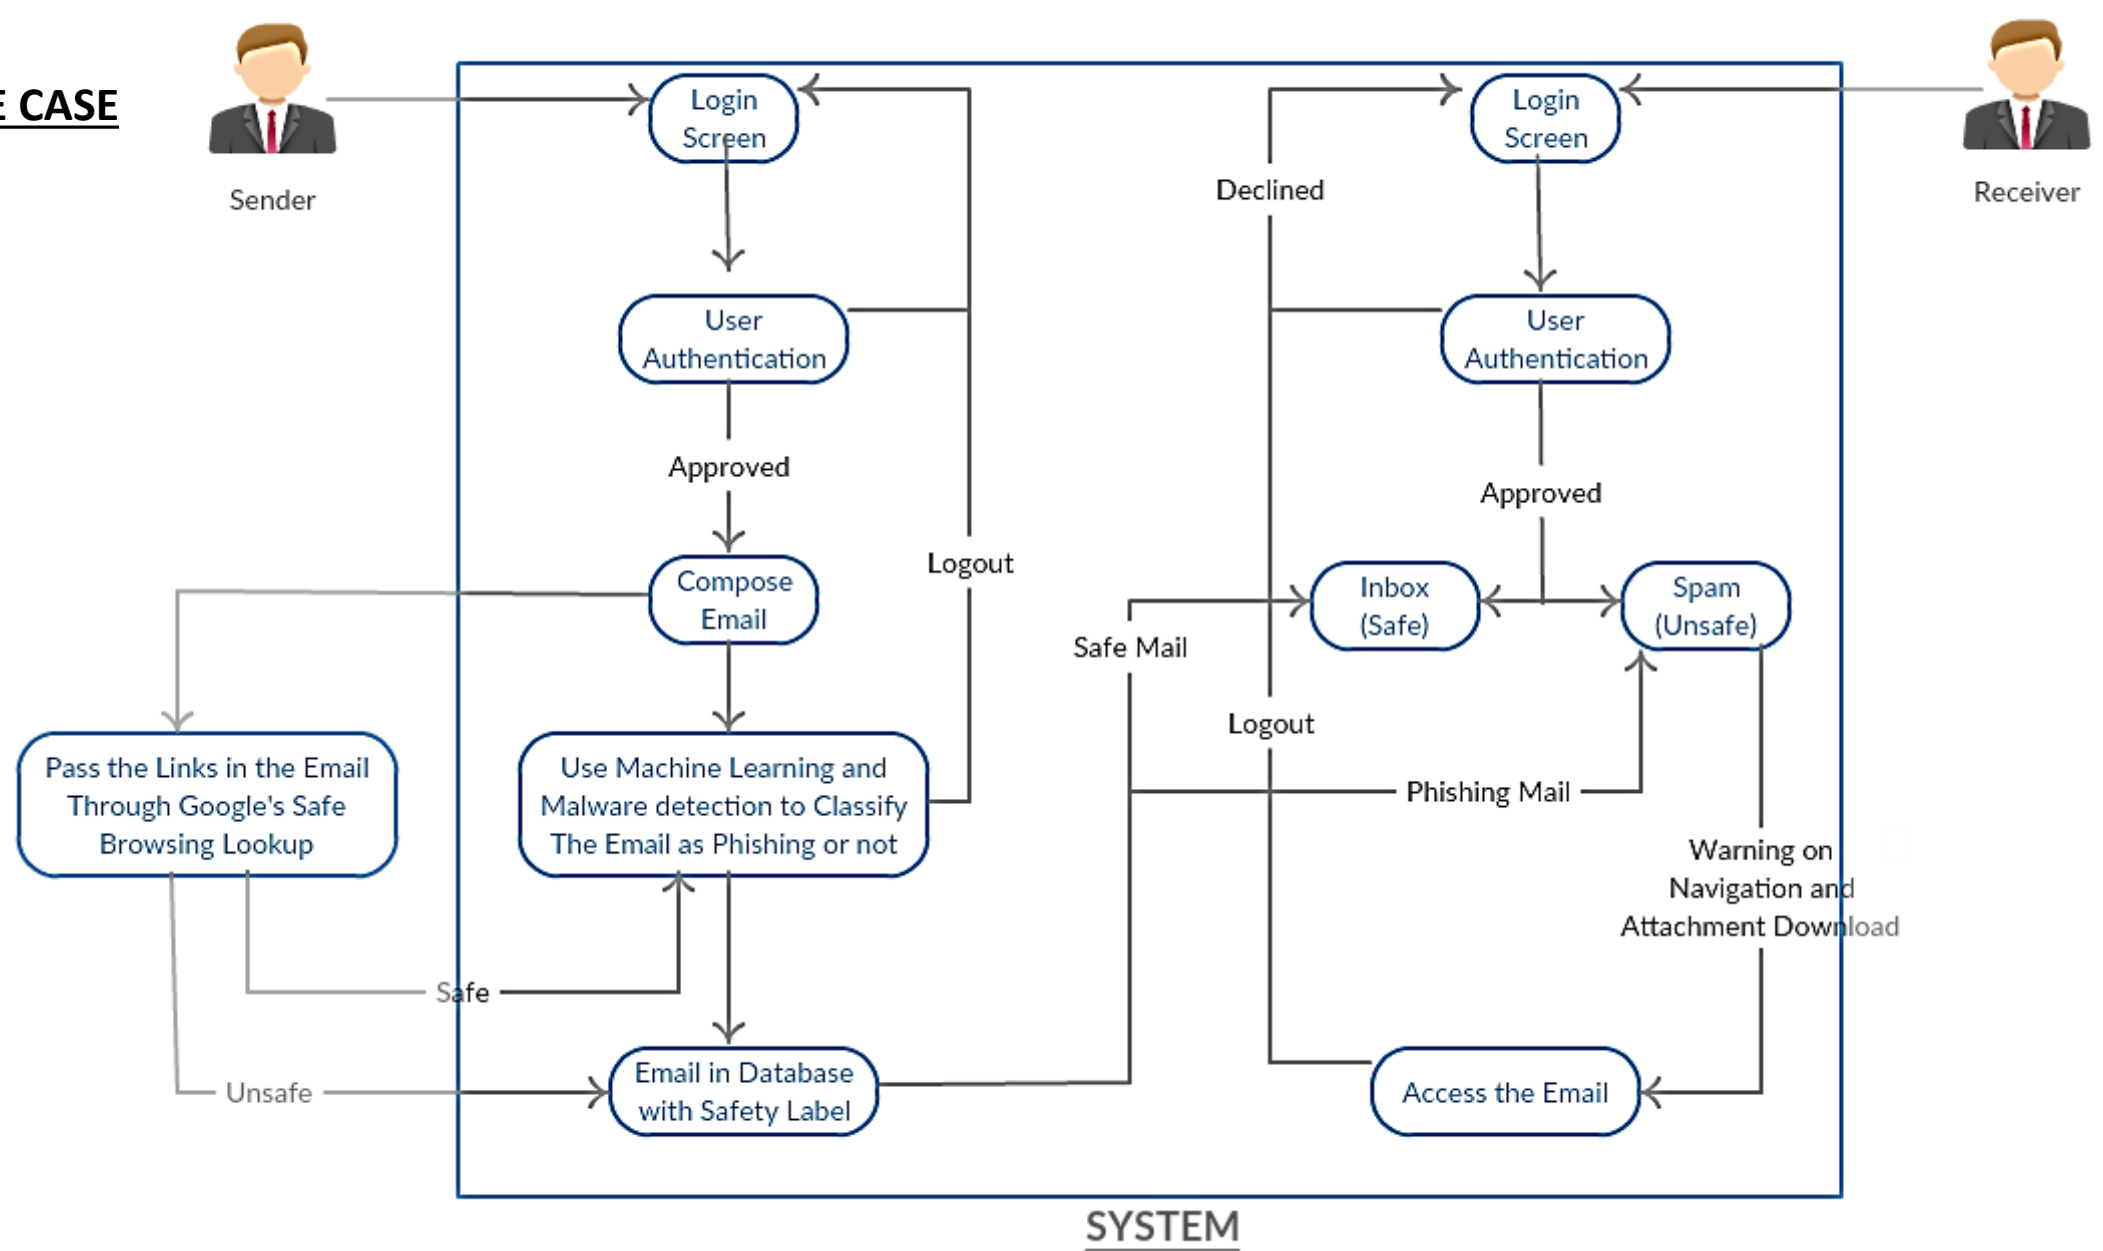 E CASE
Sender
Receiver
Login
Screen
Login
Screen
Declined
User
Authentication
User
Authentication
Approved
Approved
Logout
Compose
Email
Inbox
(Safe)
Spam
(Unsafe)
Safe Mail
Logout
Pass the Links in the Email
Through Google's Safe
Browsing Lookup
Use Machine Learning and
Malware detection to Classify
The Email as Phishing or not
Phishing Mail
Warning on
Navigation and
Attachment Download
Safe
Unsafe
Email in Database
with Safety Label
Access the Email
SYSTEM